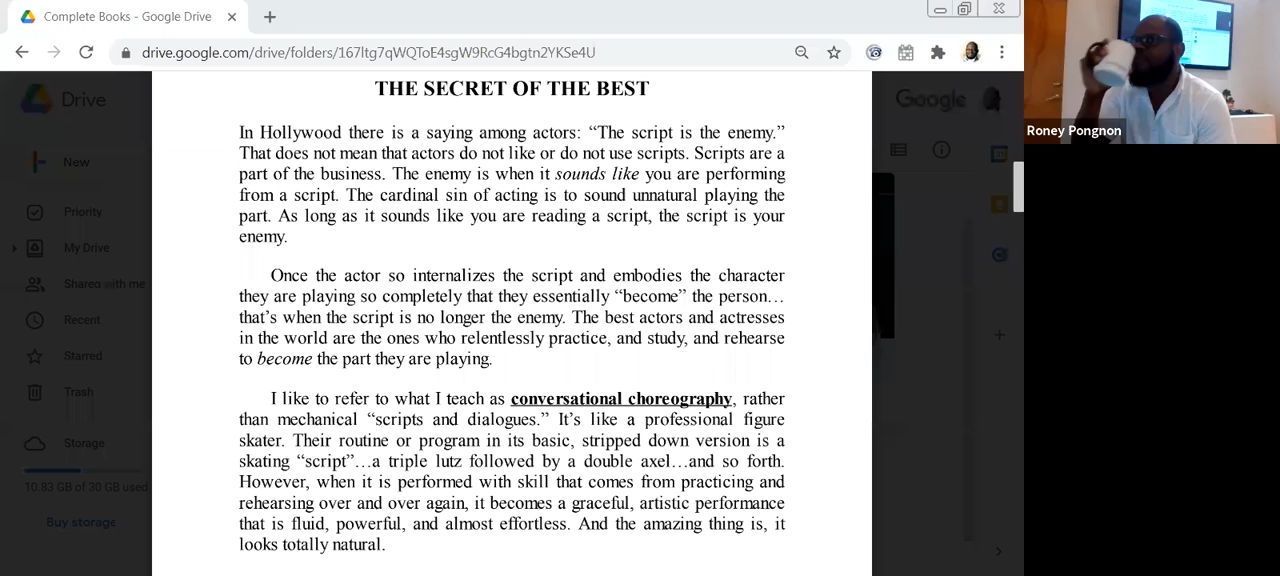 Complete Books - Google Drive
drive.google.com/drive/folders/167ltg7qWQToE4sgW9RcG4bgtn2YKSe4U
Drive
Google
New
Priority
My Drive
Shared with me
Recent
Starred
Trash
Storage
10.83 GB of 30 GB used
Buy storage
THE SECRET OF THE BEST
In Hollywood there is a saying among actors: “The script is the enemy.”
That does not mean that actors do not like or do not use scripts. Scripts are a
part of the business. The enemy is when it sounds like you are performing
from a script. The cardinal sin of acting is to sound unnatural playing the
part. As long as it sounds like you are reading a script, the script is your
enemy.
Once the actor so internalizes the script and embodies the character
they are playing so completely that they essentially “become” the person…
that’s when the script is no longer the enemy. The best actors and actresses
in the world are the ones who relentlessly practice, and study, and rehearse
to become the part they are playing.
I like to refer to what I teach as conversational choreography, rather
than mechanical “scripts and dialogues.” It’s like a professional figure
skater. Their routine or program in its basic, stripped down version is a
skating “script”…a triple lutz followed by a double axel…and so forth.
However, when it is performed with skill that comes from practicing and
rehearsing over and over again, it becomes a graceful, artistic performance
that is fluid, powerful, and almost effortless. And the amazing thing is, it
looks totally natural.
Roney Pongnon